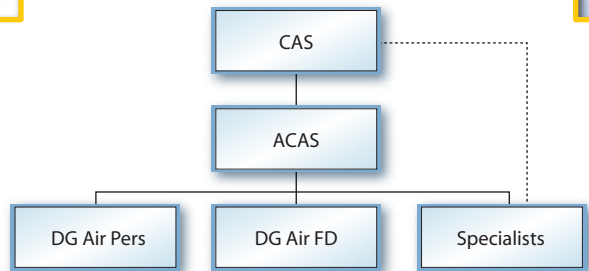 CAS
ACAS
DG Air Pers
DG Air FD
Specialists